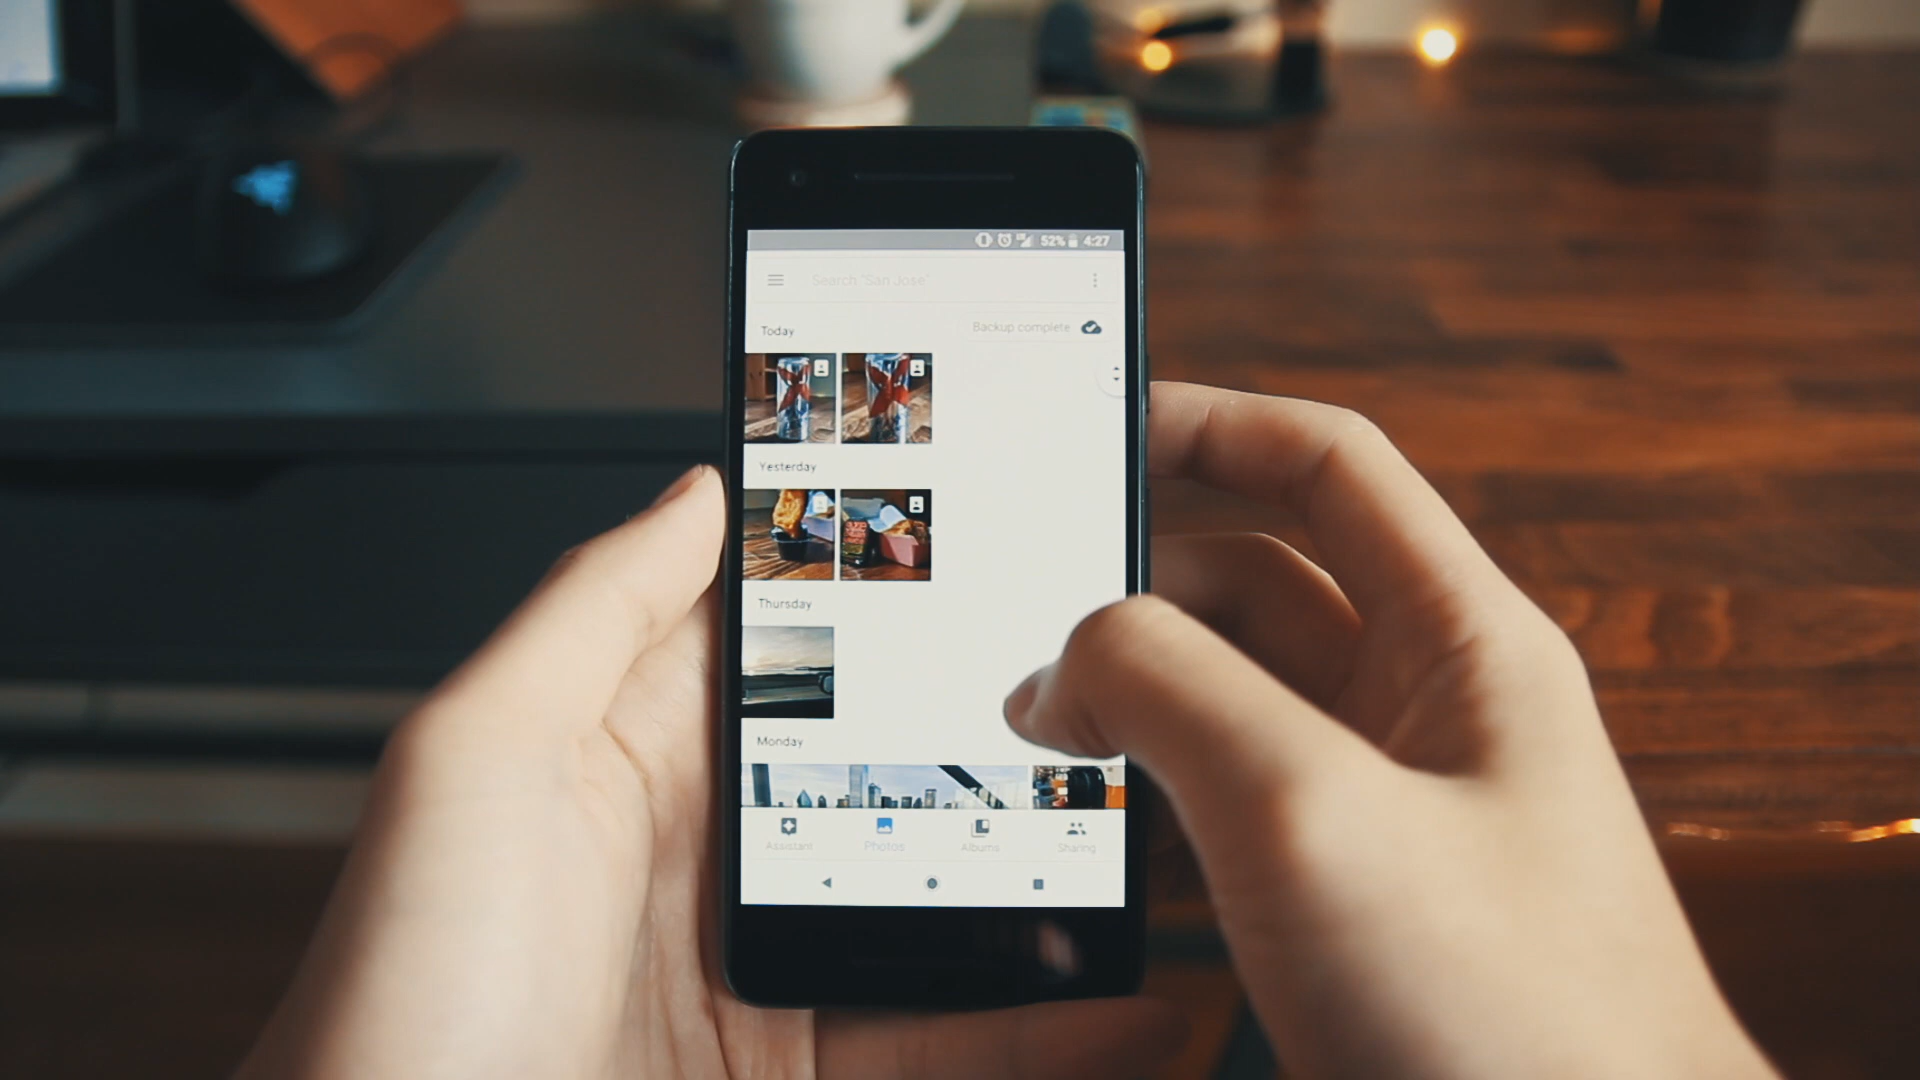 52% 4:27
Search "San Jose"
Today
Backup complete
Yesterday
Thursday
Monday
Assistant Photos Albums Sharing